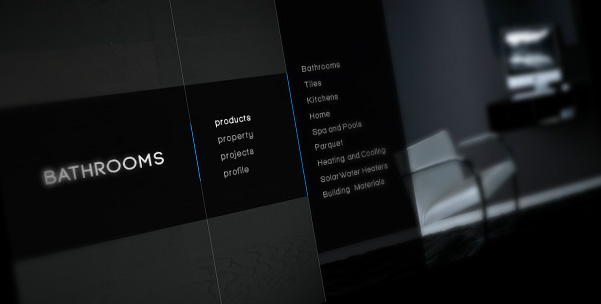 BATHROOMS
products
property
projects
profile
Bathrooms
Tiles
Kitchens
Home
Spa and Pools
Parquet
Heating and Cooling
Solar Water Heaters
Building Materials